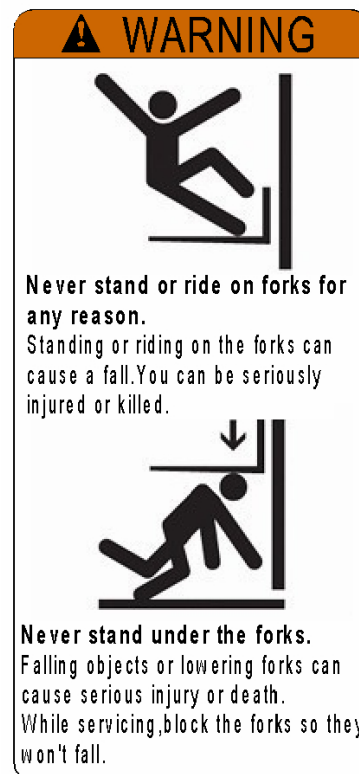 WARNING
Never stand or ride on forks for
any reason.
Standing or riding on the forks can
cause a fall.You can be seriously
injured or killed.
Never stand under the forks.
Falling objects or lowering forks can
cause serious injury or death.
While servicing,block the forks so they
won't fall.